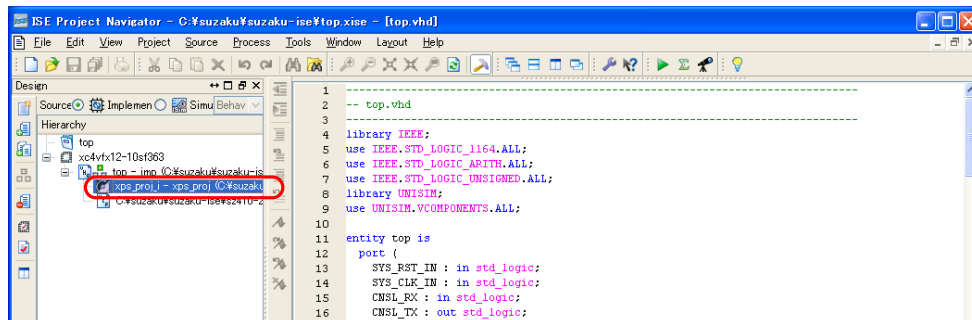 ISE Project Navigator - C:¥suzaku¥suzaku-ise¥top.xise - [top.vhd]
File Edit View Project Source Process Tools Window Layout Help
Design
Source Implemen Simu Behav
Hierarchy
top
xc4vfx12-10sf363
top - imp (C:¥suzaku¥suzaku-is
xps_proj_i - xps_proj (C:¥suzaku
C:¥suzaku¥suzaku-ise¥sz410-2
1 --------------------------------------------------------------------------------
2 -- top.vhd
3 --------------------------------------------------------------------------------
4 library IEEE;
5 use IEEE.STD_LOGIC_1164.ALL;
6 use IEEE.STD_LOGIC_ARITH.ALL;
7 use IEEE.STD_LOGIC_UNSIGNED.ALL;
8 library UNISIM;
9 use UNISIM.VCOMPONENTS.ALL;
10
11 entity top is
12 port (
13 SYS_RST_IN : in std_logic;
14 SYS_CLK_IN : in std_logic;
15 CNSL_RX : in std_logic;
16 CNSL_TX : out std_logic;